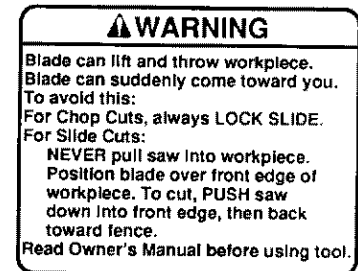 ⚠WARNING
Blade can lift and throw workpiece.
Blade can suddenly come toward you.
To avoid this:
For Chop Cuts, always LOCK SLIDE.
For Slide Cuts:
NEVER pull saw into workpiece.
Position blade over front edge of
workpiece. To cut, PUSH saw
down into front edge, then back
toward fence.
Read Owner's Manual before using tool.